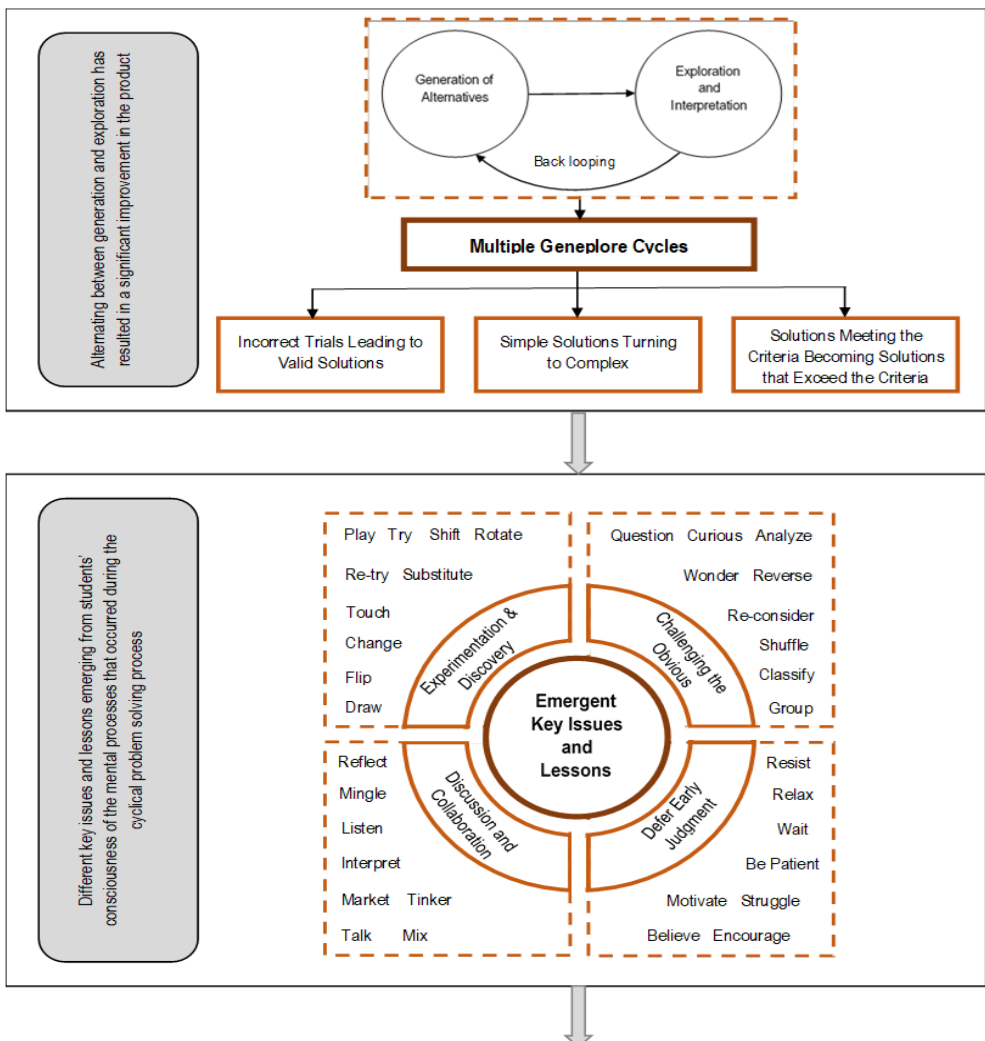 Alternating between generation and exploration has
resulted in a significant improvement in the product
Generation of
Alternatives
Exploration
and
Interpretation
Back looping
Multiple Geneplore Cycles
Incorrect Trials Leading to
Valid Solutions
Simple Solutions Turning
to Complex
Solutions Meeting the
Criteria Becoming Solutions
that Exceed the Criteria
Different key issues and lessons emerging from students'
consciousness of the mental processes that occurred during the
cyclical problem solving process
Play Try Shift Rotate
Re-try Substitute
Touch
Change
Flip
Draw
Experimentation &
Discovery
Question Curious Analyze
Wonder Reverse
Re-consider
Shuffle
Classify
Group
Challenging the
Obvious
Emergent
Key Issues
and
Lessons
Reflect
Mingle
Listen
Interpret
Market Tinker
Talk Mix
Discussion and
Collaboration
Resist
Relax
Wait
Be Patient
Motivate Struggle
Believe Encourage
Defer Early
Judgment